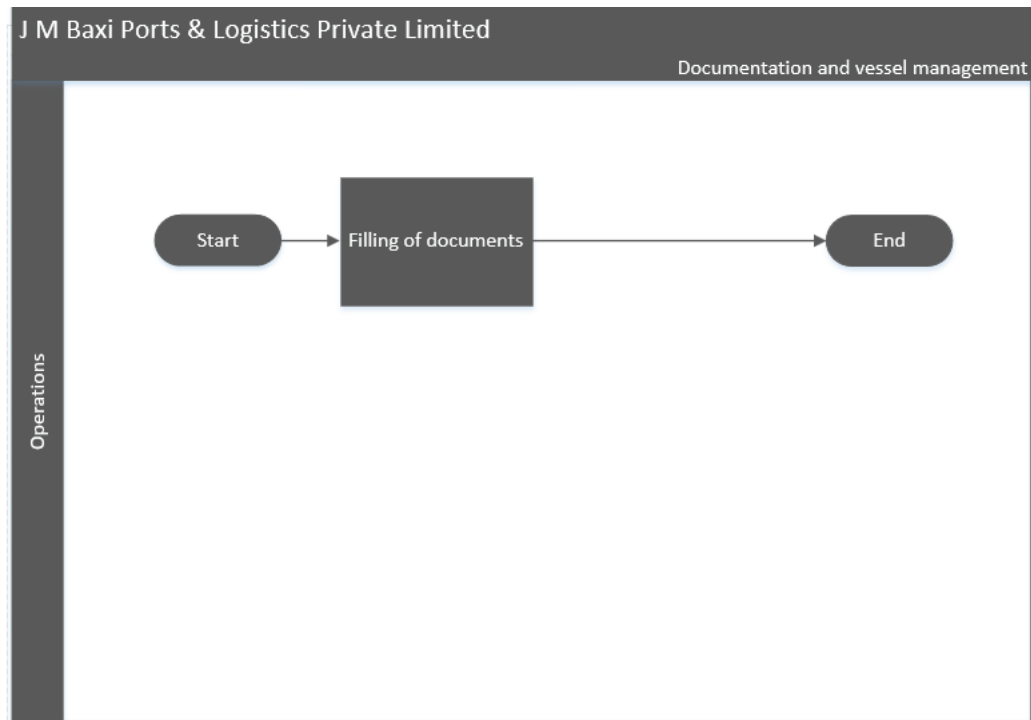 J M Baxi Ports & Logistics Private Limited
Documentation and vessel management
Operations
Start
Filling of documents
End